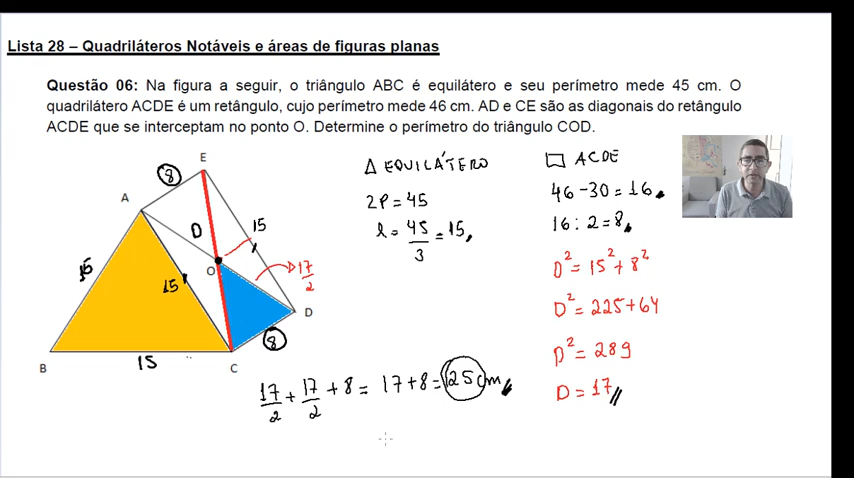 Lista 28 – Quadriláteros Notáveis e áreas de figuras planas
Questão 06: Na figura a seguir, o triângulo ABC é equilátero e seu perímetro mede 45 cm. O
quadrilátero ACDE é um retângulo, cujo perímetro mede 46 cm. AD e CE são as diagonais do retângulo
ACDE que se interceptam no ponto O. Determine o perímetro do triângulo COD.
E
8
A
D
15
O
17/2
15
15
D
8
B
15
C
Δ EQUILÁTERO
2P = 45
l = 45/3 = 15,
□ ACDE
46 - 30 = 16,
16 : 2 = 8,
D² = 15² + 8²
D² = 225 + 64
D² = 289
D = 17
17/2 + 17/2 + 8 = 17 + 8 = 25 cm